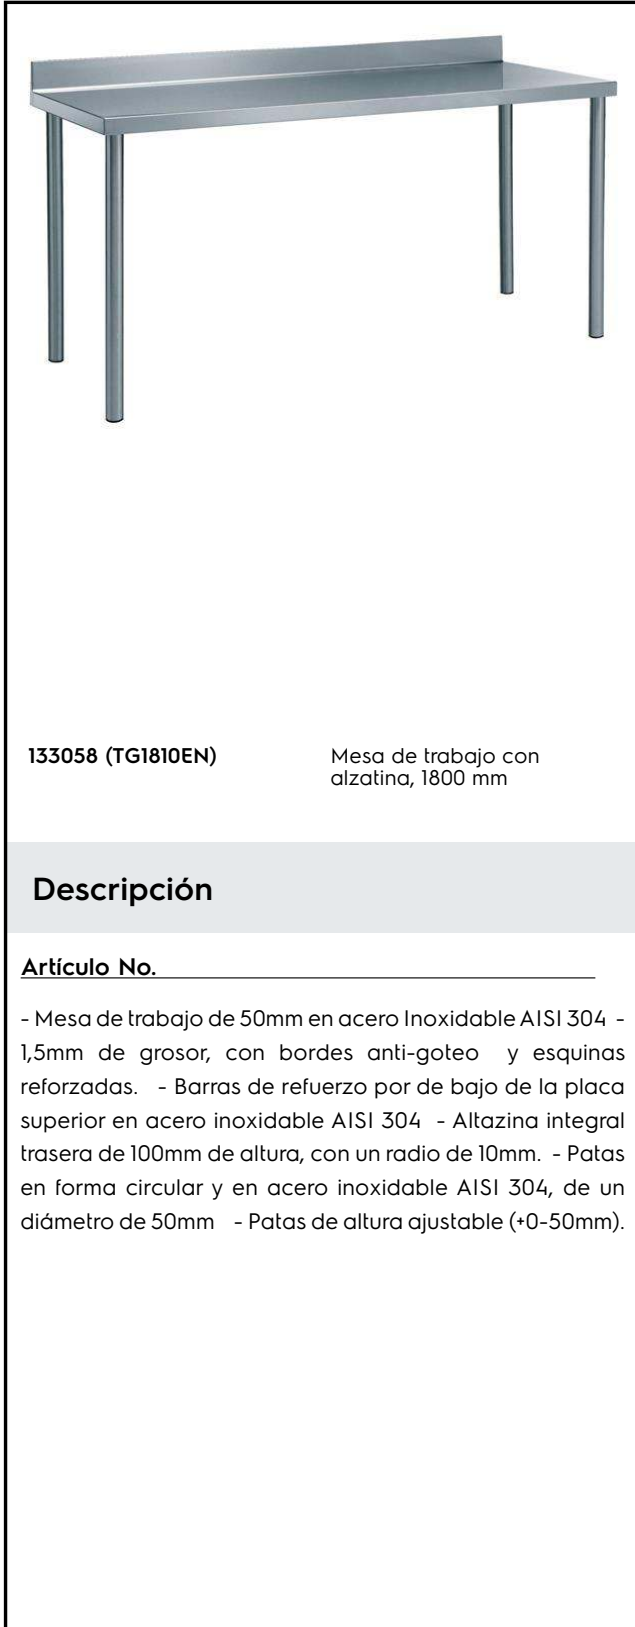 133058 (TG1810EN)
Mesa de trabajo con
alzatina, 1800 mm
Descripción
Artículo No.
- Mesa de trabajo de 50mm en acero Inoxidable AISI 304 -
1,5mm de grosor, con bordes anti-goteo y esquinas
reforzadas. - Barras de refuerzo por de bajo de la placa
superior en acero inoxidable AISI 304 - Altazina integral
trasera de 100mm de altura, con un radio de 10mm. - Patas
en forma circular y en acero inoxidable AISI 304, de un
diámetro de 50mm - Patas de altura ajustable (+0-50mm).